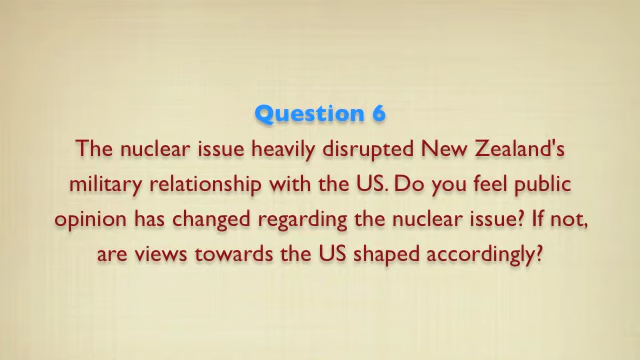 Question 6
The nuclear issue heavily disrupted New Zealand's
military relationship with the US. Do you feel public
opinion has changed regarding the nuclear issue? If not,
are views towards the US shaped accordingly?